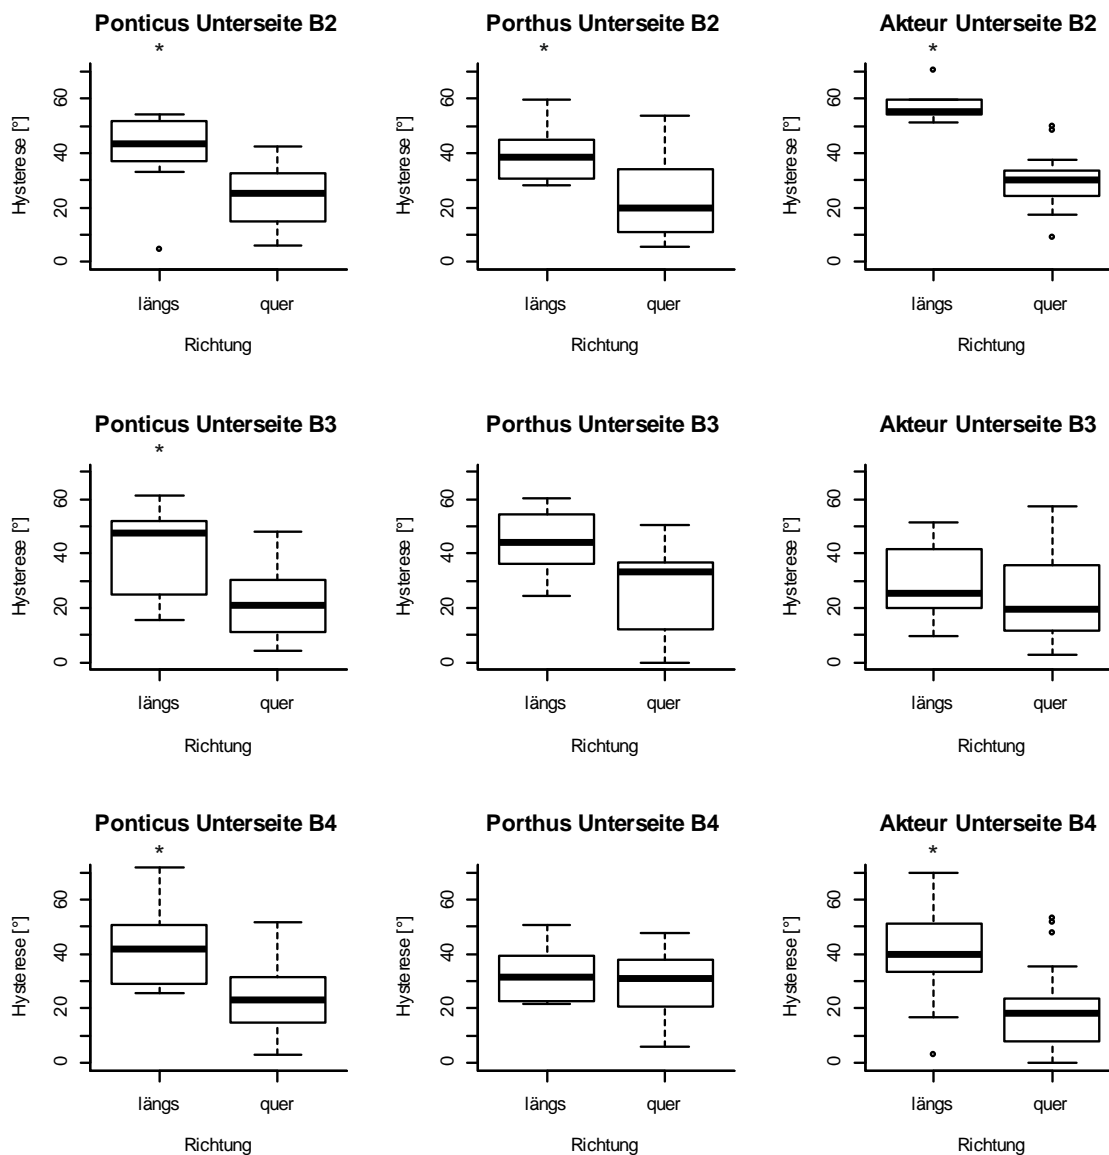 Ponticus Unterseite B2
*
Hysterese [°]
60
40
20
0
längs
quer
Richtung
Porthus Unterseite B2
*
Hysterese [°]
60
40
20
0
längs
quer
Richtung
Akteur Unterseite B2
*
Hysterese [°]
60
40
20
0
längs
quer
Richtung
Ponticus Unterseite B3
*
Hysterese [°]
60
40
20
0
längs
quer
Richtung
Porthus Unterseite B3
Hysterese [°]
60
40
20
0
längs
quer
Richtung
Akteur Unterseite B3
Hysterese [°]
60
40
20
0
längs
quer
Richtung
Ponticus Unterseite B4
*
Hysterese [°]
60
40
20
0
längs
quer
Richtung
Porthus Unterseite B4
Hysterese [°]
60
40
20
0
längs
quer
Richtung
Akteur Unterseite B4
*
Hysterese [°]
60
40
20
0
längs
quer
Richtung